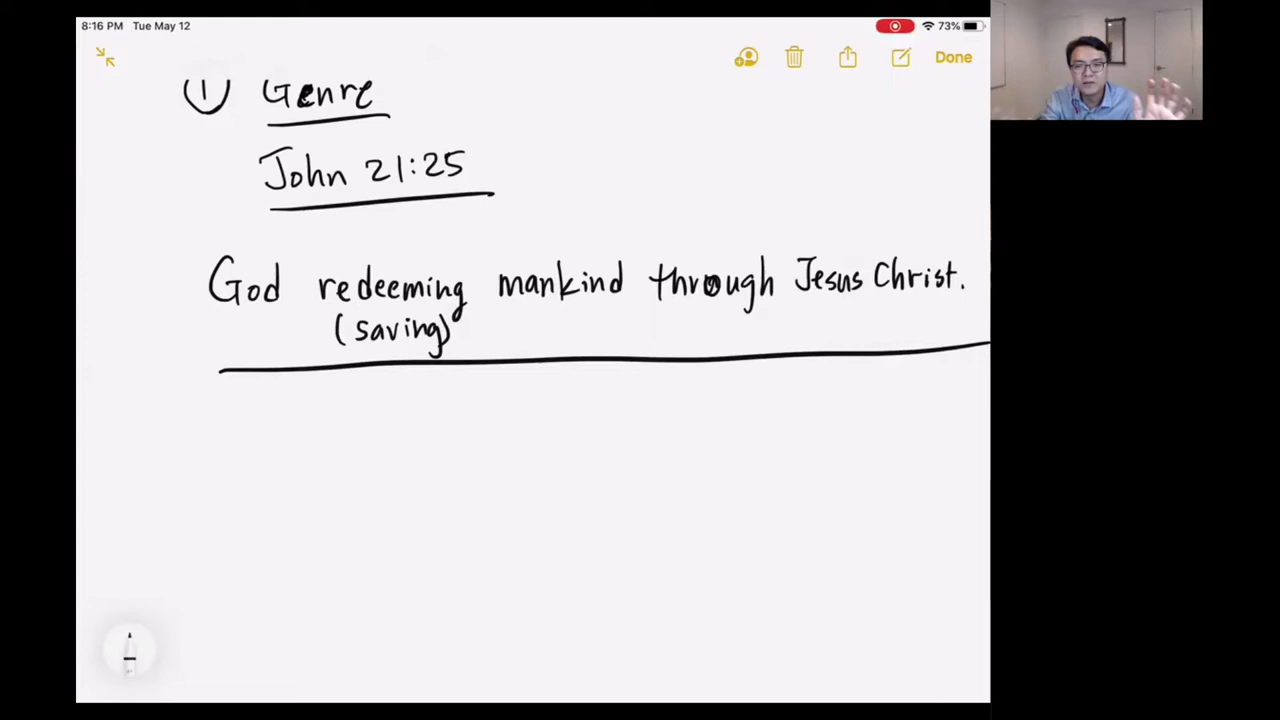 8:16 PM Tue May 12
73%
Done
① Genre
John 21:25
God redeeming mankind through Jesus Christ.
(saving)